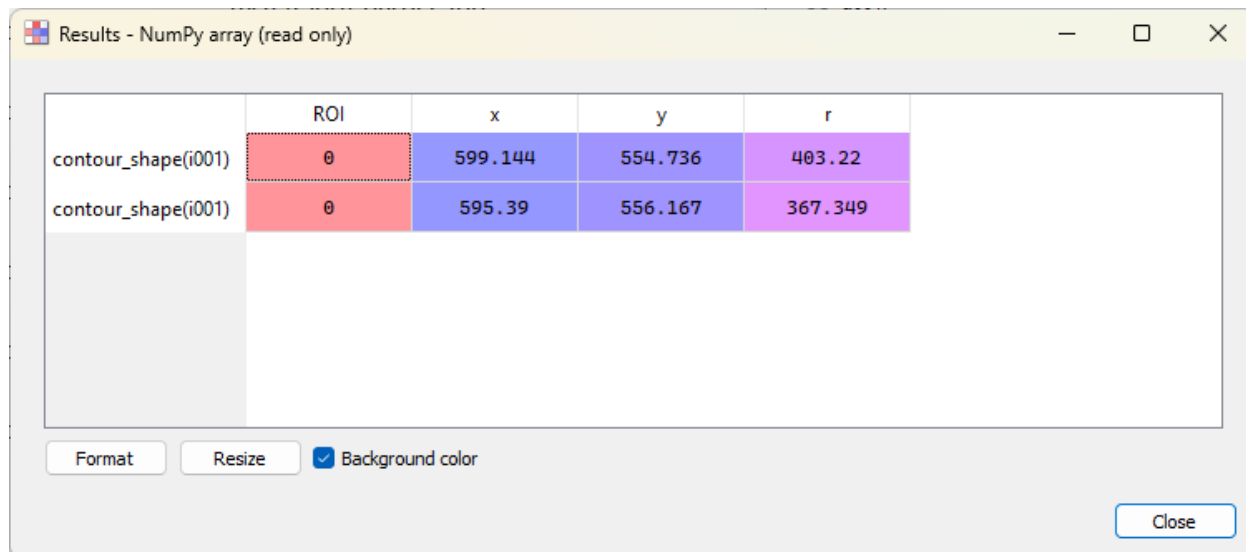 Results - NumPy array (read only)
ROI x y r
contour_shape(i001) 0 599.144 554.736 403.22
contour_shape(i001) 0 595.39 556.167 367.349
Format Resize Background color
Close